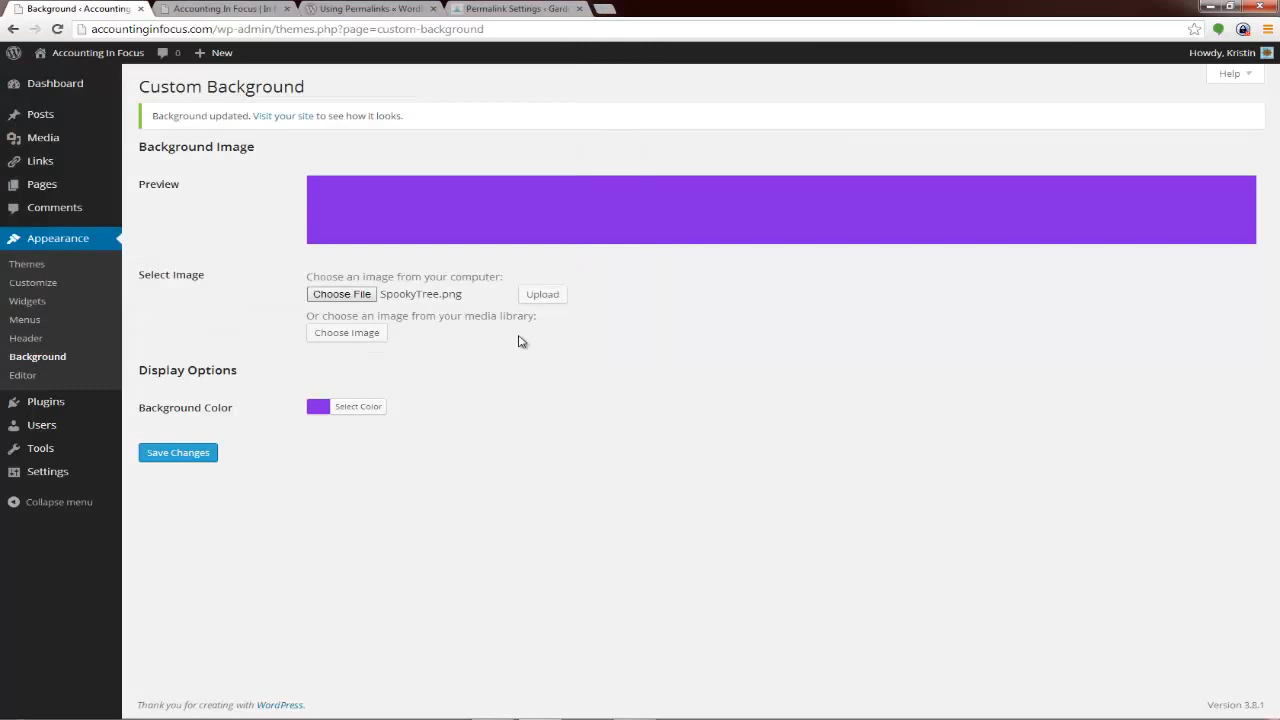 Background ‹ Accounting
Accounting In Focus | In f
Using Permalinks « WordP
Permalink Settings ‹ Gard
accountinginfocus.com/wp-admin/themes.php?page=custom-background
Accounting In Focus 0 New Howdy, Kristin
Help
Dashboard
Posts
Media
Links
Pages
Comments
Appearance
Themes
Customize
Widgets
Menus
Header
Background
Editor
Plugins
Users
Tools
Settings
Collapse menu
Custom Background
Background updated. Visit your site to see how it looks.
Background Image
Preview
Select Image
Choose an image from your computer:
Choose File SpookyTree.png Upload
Or choose an image from your media library:
Choose Image
Display Options
Background Color Select Color
Save Changes
Thank you for creating with WordPress. Version 3.8.1